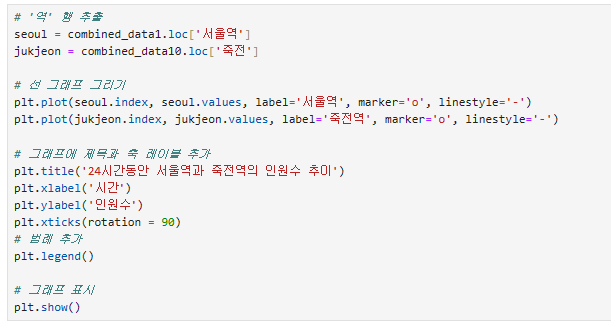 # '역' 행 추출
seoul = combined_data1.loc['서울역']
jukjeon = combined_data10.loc['죽전']
# 선 그래프 그리기
plt.plot(seoul.index, seoul.values, label='서울역', marker='o', linestyle='-')
plt.plot(jukjeon.index, jukjeon.values, label='죽전역', marker='o', linestyle='-')
# 그래프에 제목과 축 레이블 추가
plt.title('24시간동안 서울역과 죽전역의 인원수 추이')
plt.xlabel('시간')
plt.ylabel('인원수')
plt.xticks(rotation = 90)
# 범례 추가
plt.legend()
# 그래프 표시
plt.show()